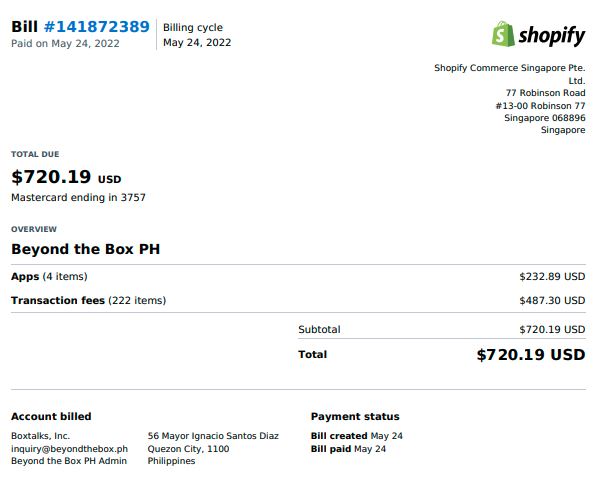 Bill #141872389
Paid on May 24, 2022
Billing cycle
May 24, 2022
shopify
Shopify Commerce Singapore Pte.
Ltd.
77 Robinson Road
#13-00 Robinson 77
Singapore 068896
Singapore
TOTAL DUE
$720.19 USD
Mastercard ending in 3757
OVERVIEW
Beyond the Box PH
Apps (4 items) $232.89 USD
Transaction fees (222 items) $487.30 USD
Subtotal $720.19 USD
Total $720.19 USD
Account billed
Boxtalks, Inc.
inquiry@beyondthebox.ph
Beyond the Box PH Admin
56 Mayor Ignacio Santos Diaz
Quezon City, 1100
Philippines
Payment status
Bill created May 24
Bill paid May 24